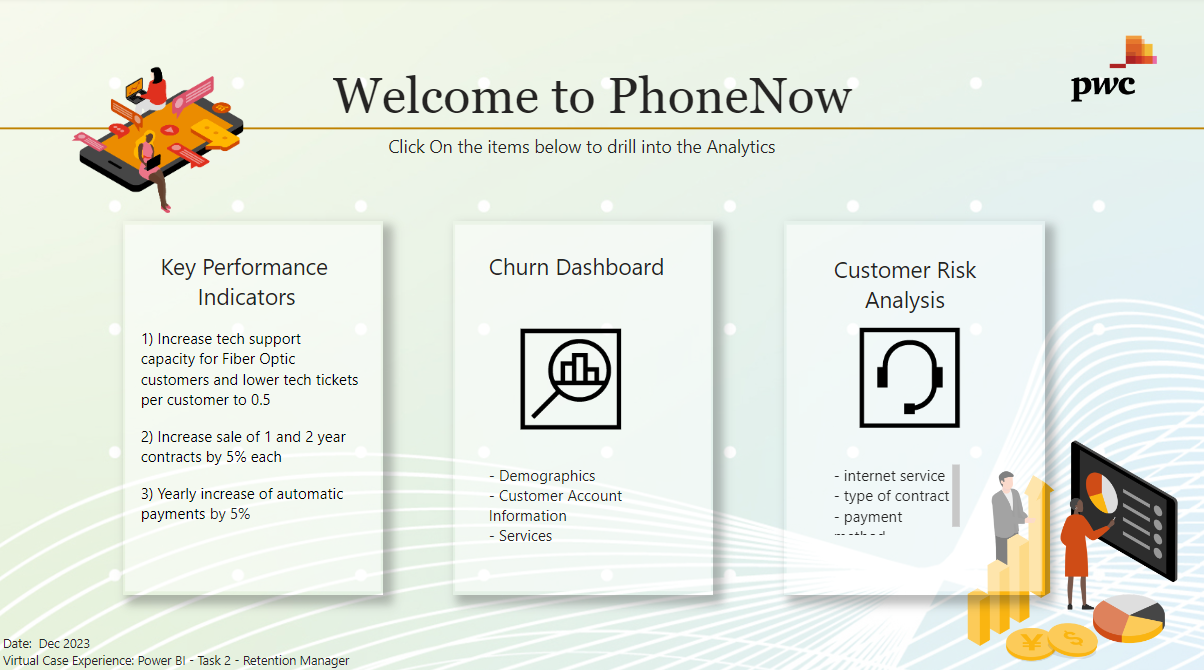 pwc
Welcome to PhoneNow
Click On the items below to drill into the Analytics
Key Performance
Indicators
1) Increase tech support
capacity for Fiber Optic
customers and lower tech tickets
per customer to 0.5
2) Increase sale of 1 and 2 year
contracts by 5% each
3) Yearly increase of automatic
payments by 5%
Churn Dashboard
- Demographics
- Customer Account
Information
- Services
Customer Risk
Analysis
- internet service
- type of contract
- payment
Date:  Dec 2023
Virtual Case Experience: Power BI - Task 2 - Retention Manager